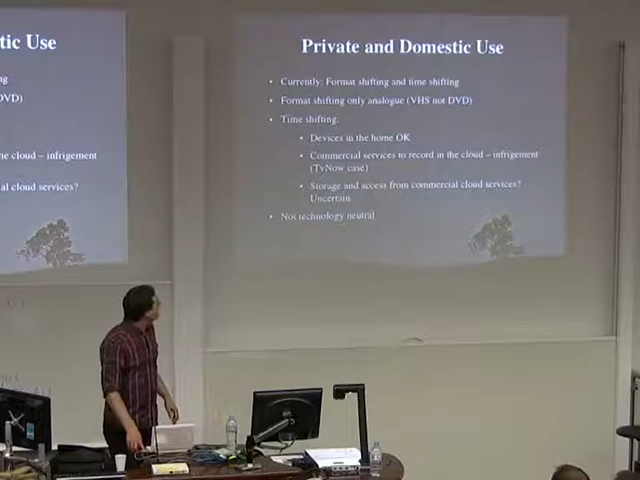 tic Use
ng
DVD)
he cloud – infrigement
al cloud services?
Private and Domestic Use
Currently: Format shifting and time shifting
Format shifting only analogue (VHS not DVD)
Time shifting:
Devices in the home OK
Commercial services to record in the cloud – infrigement
(TvNow case)
Storage and access from commercial cloud services?
Uncertain.
Not technology neutral